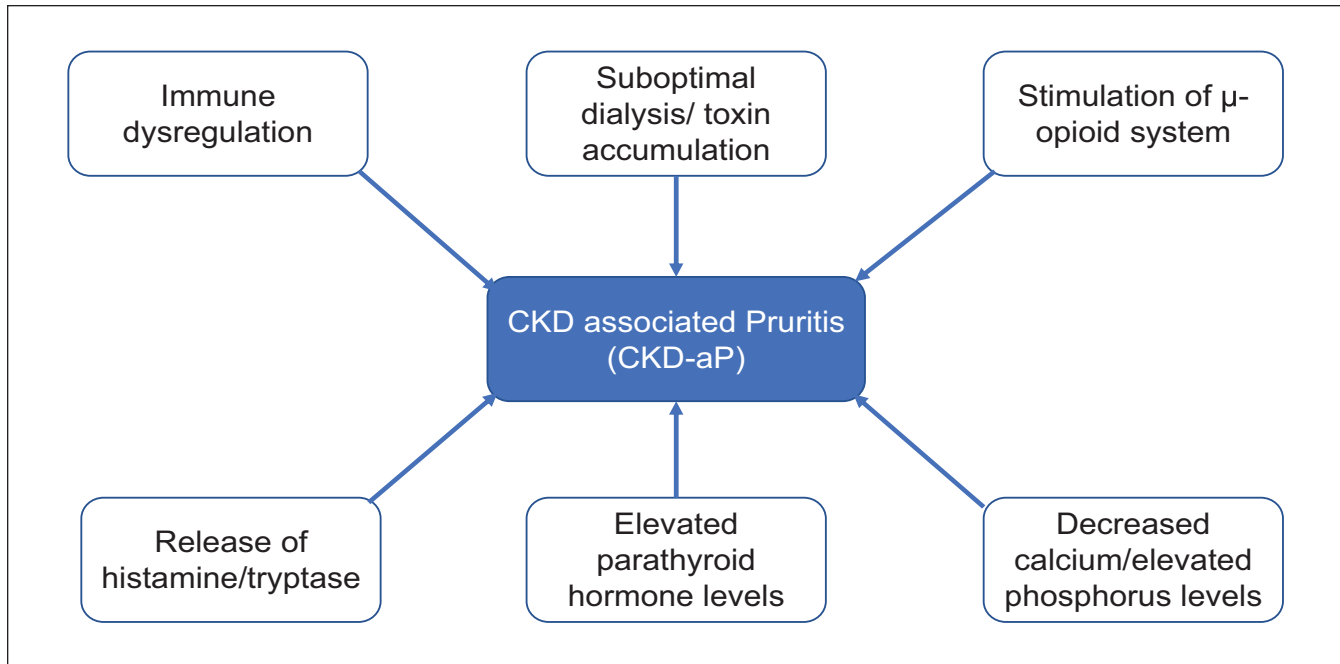 Immune
dysregulation
Suboptimal
dialysis/ toxin
accumulation
Stimulation of µ-
opioid system
CKD associated Pruritis
(CKD-aP)
Release of
histamine/tryptase
Elevated
parathyroid
hormone levels
Decreased
calcium/elevated
phosphorus levels